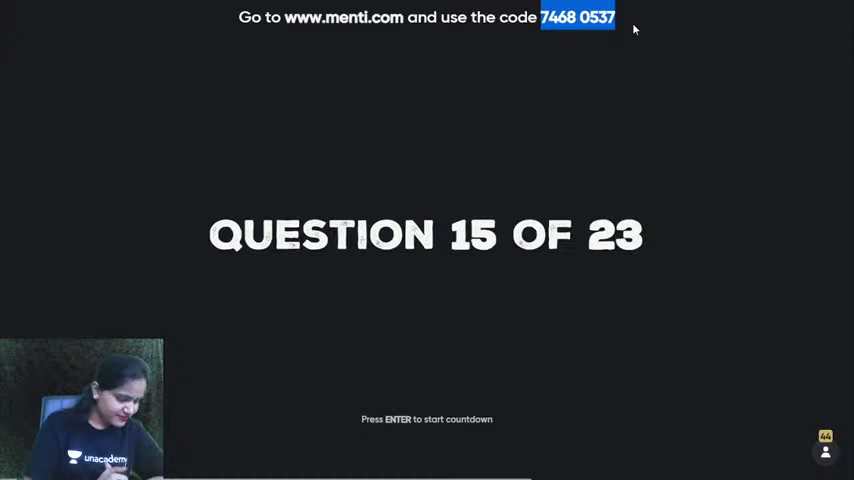 Go to www.menti.com and use the code 7468 0537
QUESTION 15 OF 23
Press ENTER to start countdown
44
unacademy